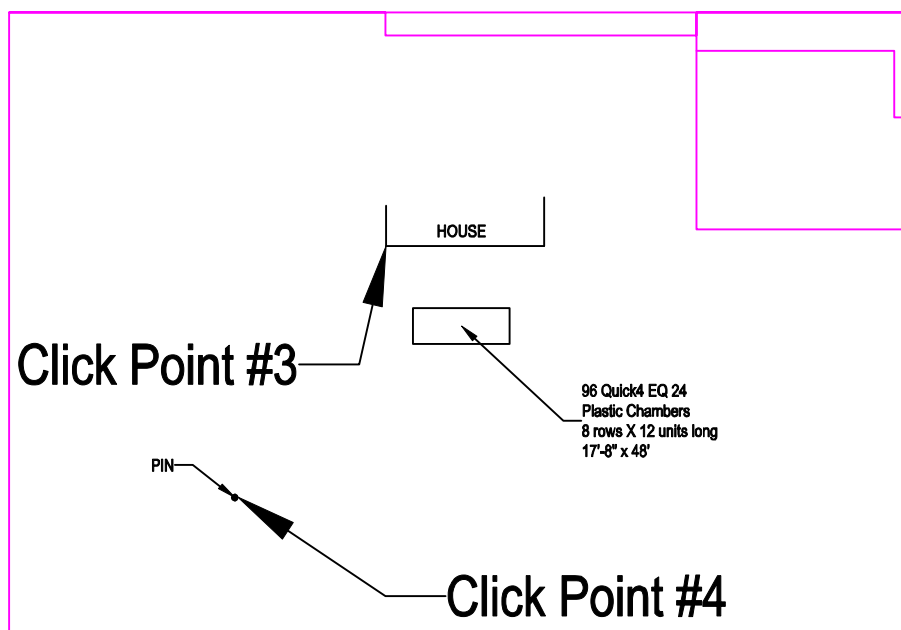 HOUSE
Click Point #3
96 Quick4 EQ 24
Plastic Chambers
8 rows X 12 units long
17'-8" x 48'
PIN
Click Point #4